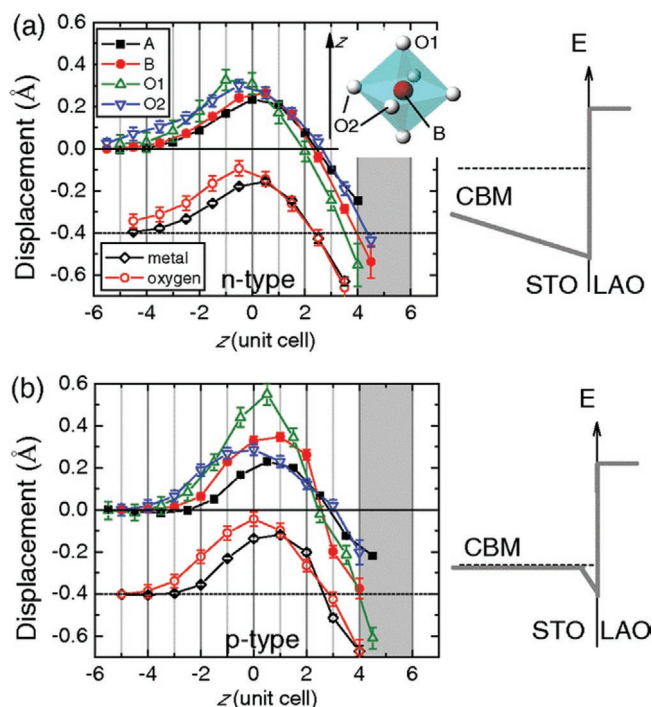 (a)
0.6
0.4
0.2
0.0
-0.2
-0.4
-0.6
Displacement (Å)
A
B
O1
O2
z
O1
O2
B
metal
oxygen
n-type
-6 -4 -2 0 2 4 6
z (unit cell)
E
CBM
STO LAO
(b)
0.6
0.4
0.2
0.0
-0.2
-0.4
-0.6
Displacement (Å)
p-type
-6 -4 -2 0 2 4 6
z (unit cell)
E
CBM
STO LAO